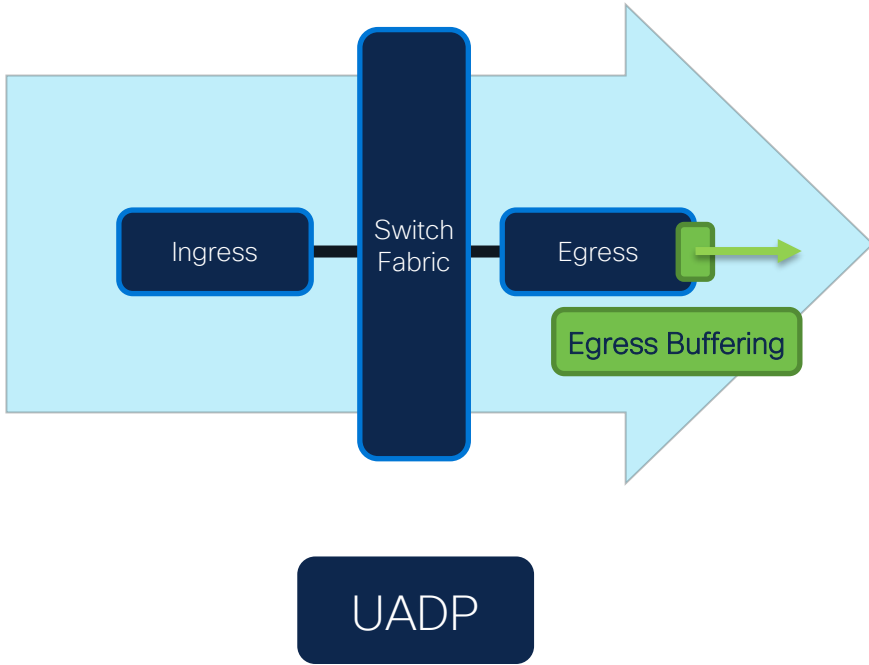 Ingress
Switch
Fabric
Egress
Egress Buffering
UADP